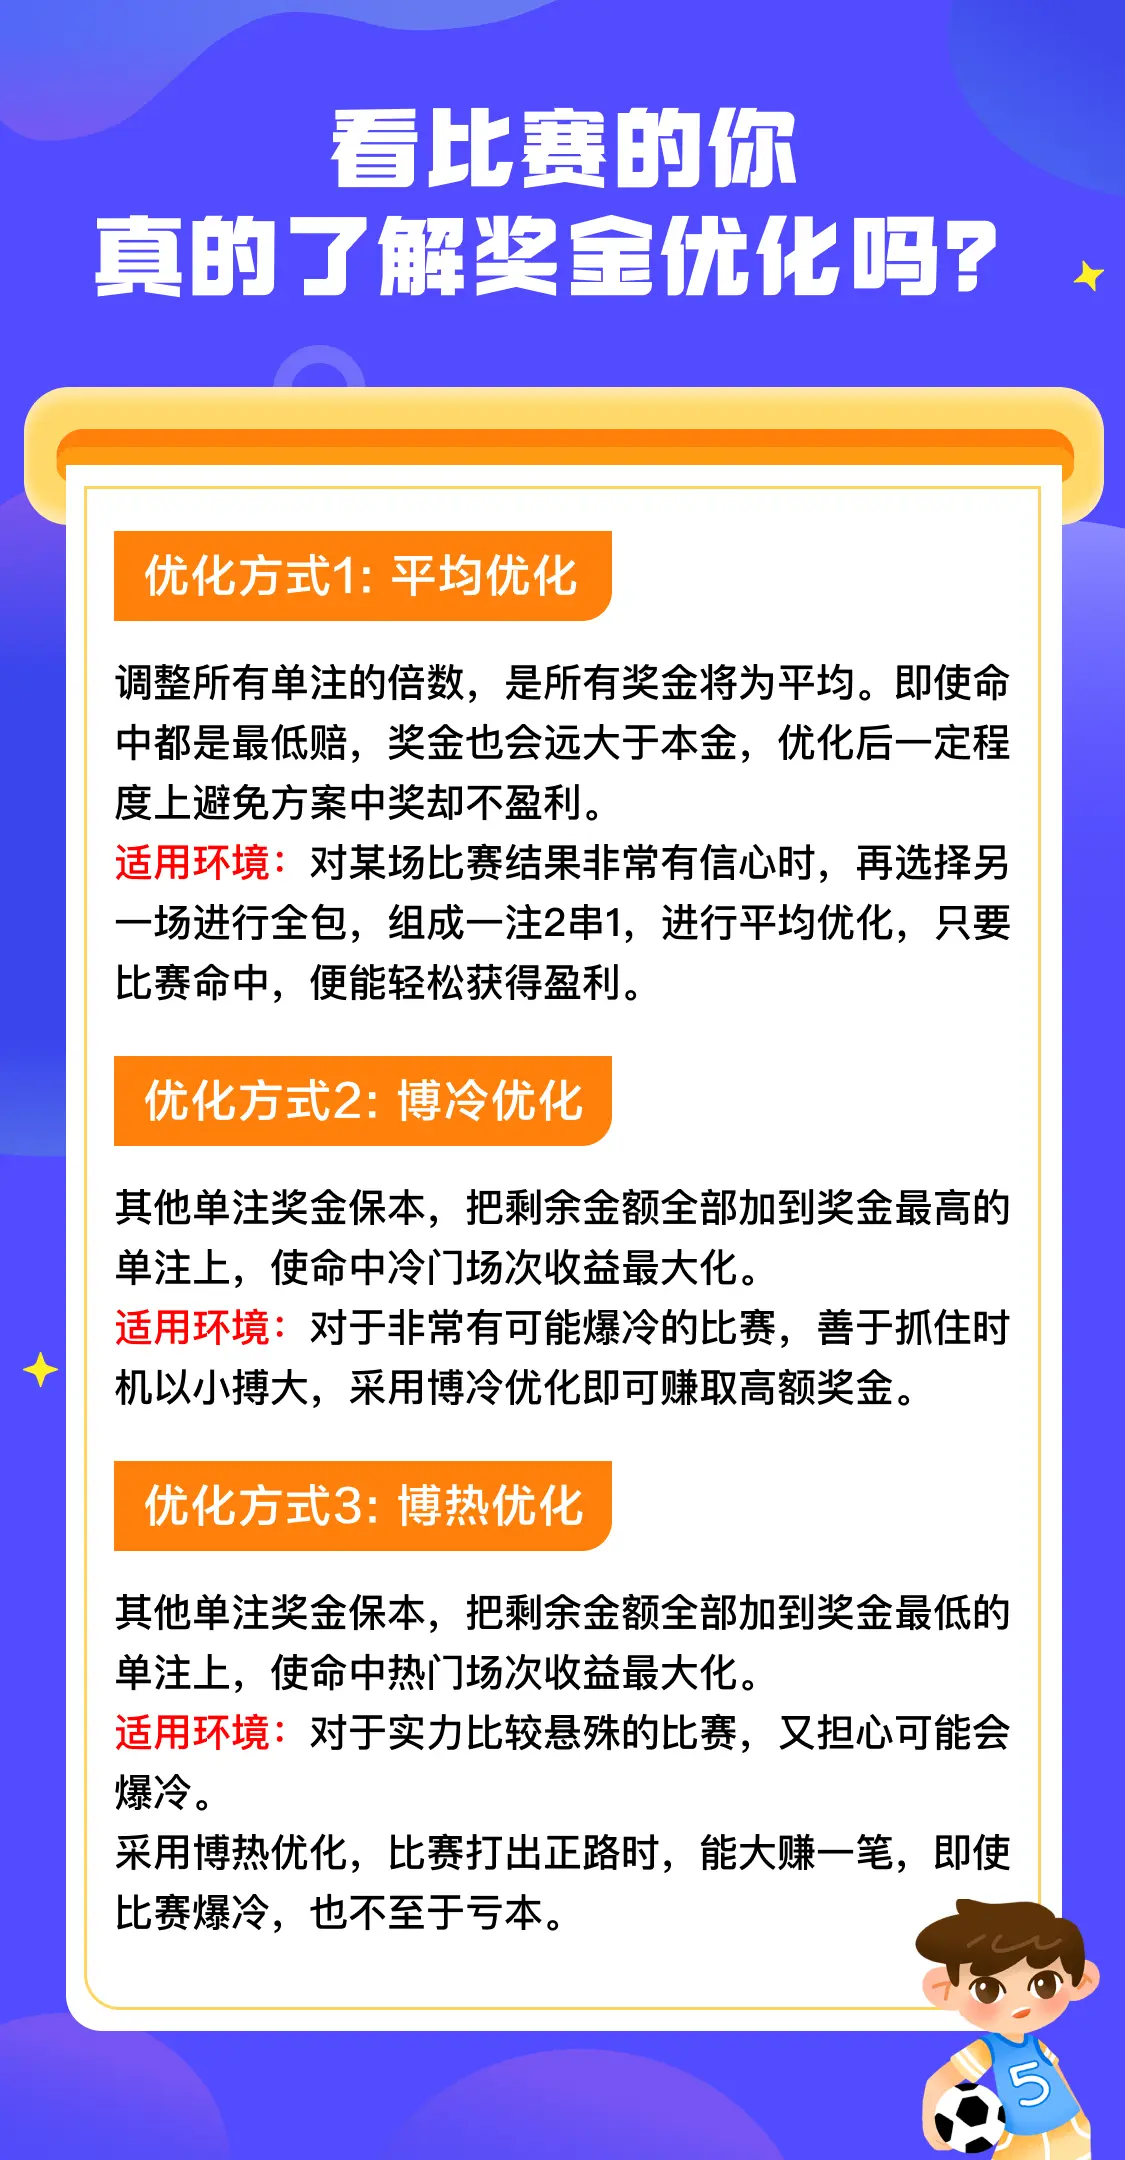 看比赛的你
真的了解奖金优化吗?
优化方式1: 平均优化
调整所有单注的倍数，是所有奖金将为平均。即使命
中都是最低赔，奖金也会远大于本金，优化后一定程
度上避免方案中奖却不盈利。
适用环境：对某场比赛结果非常有信心时，再选择另
一场进行全包，组成一注2串1，进行平均优化，只要
比赛命中，便能轻松获得盈利。
优化方式2: 博冷优化
其他单注奖金保本，把剩余金额全部加到奖金最高的
单注上，使命中冷门场次收益最大化。
适用环境：对于非常有可能爆冷的比赛，善于抓住时
机以小搏大，采用博冷优化即可赚取高额奖金。
优化方式3: 博热优化
其他单注奖金保本，把剩余金额全部加到奖金最低的
单注上，使命中热门场次收益最大化。
适用环境：对于实力比较悬殊的比赛，又担心可能会
爆冷。
采用博热优化，比赛打出正路时，能大赚一笔，即使
比赛爆冷，也不至于亏本。
5